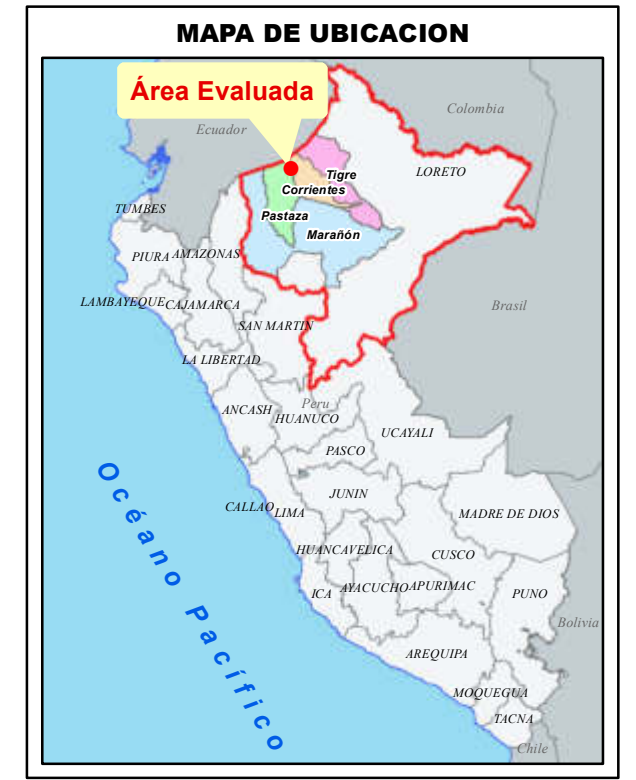 MAPA DE UBICACION
Área Evaluada
Colombia
Ecuador
LORETO
Tigre
Corrientes
Pastaza
Marañón
TUMBES
PIURA
AMAZONAS
LAMBAYEQUE
CAJAMARCA
SAN MARTIN
Brasil
LA LIBERTAD
Peru
ANCASH
HUANUCO
UCAYALI
PASCO
JUNIN
CALLAO
LIMA
MADRE DE DIOS
HUANCAVELICA
CUSCO
ICA
AYACUCHO
APURIMAC
PUNO
Bolivia
AREQUIPA
MOQUEGUA
TACNA
Chile
Océano Pacífico